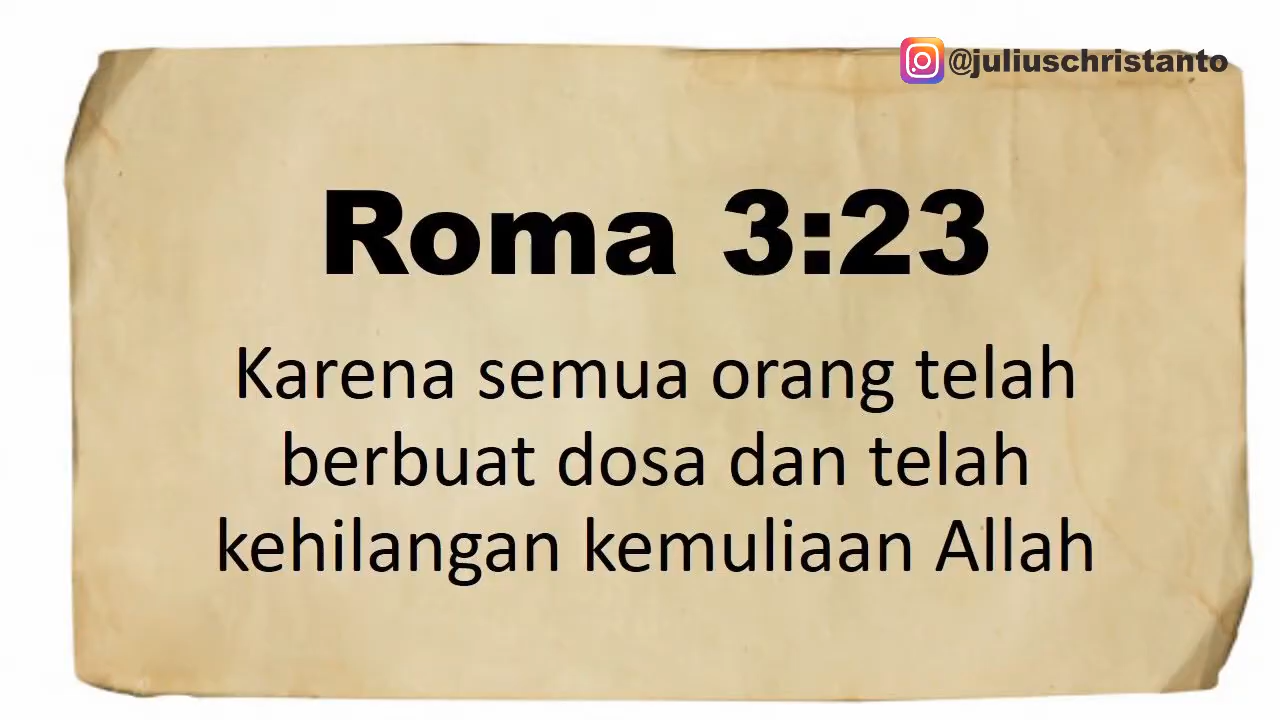 @juliuschristanto
Roma 3:23
Karena semua orang telah
berbuat dosa dan telah
kehilangan kemuliaan Allah